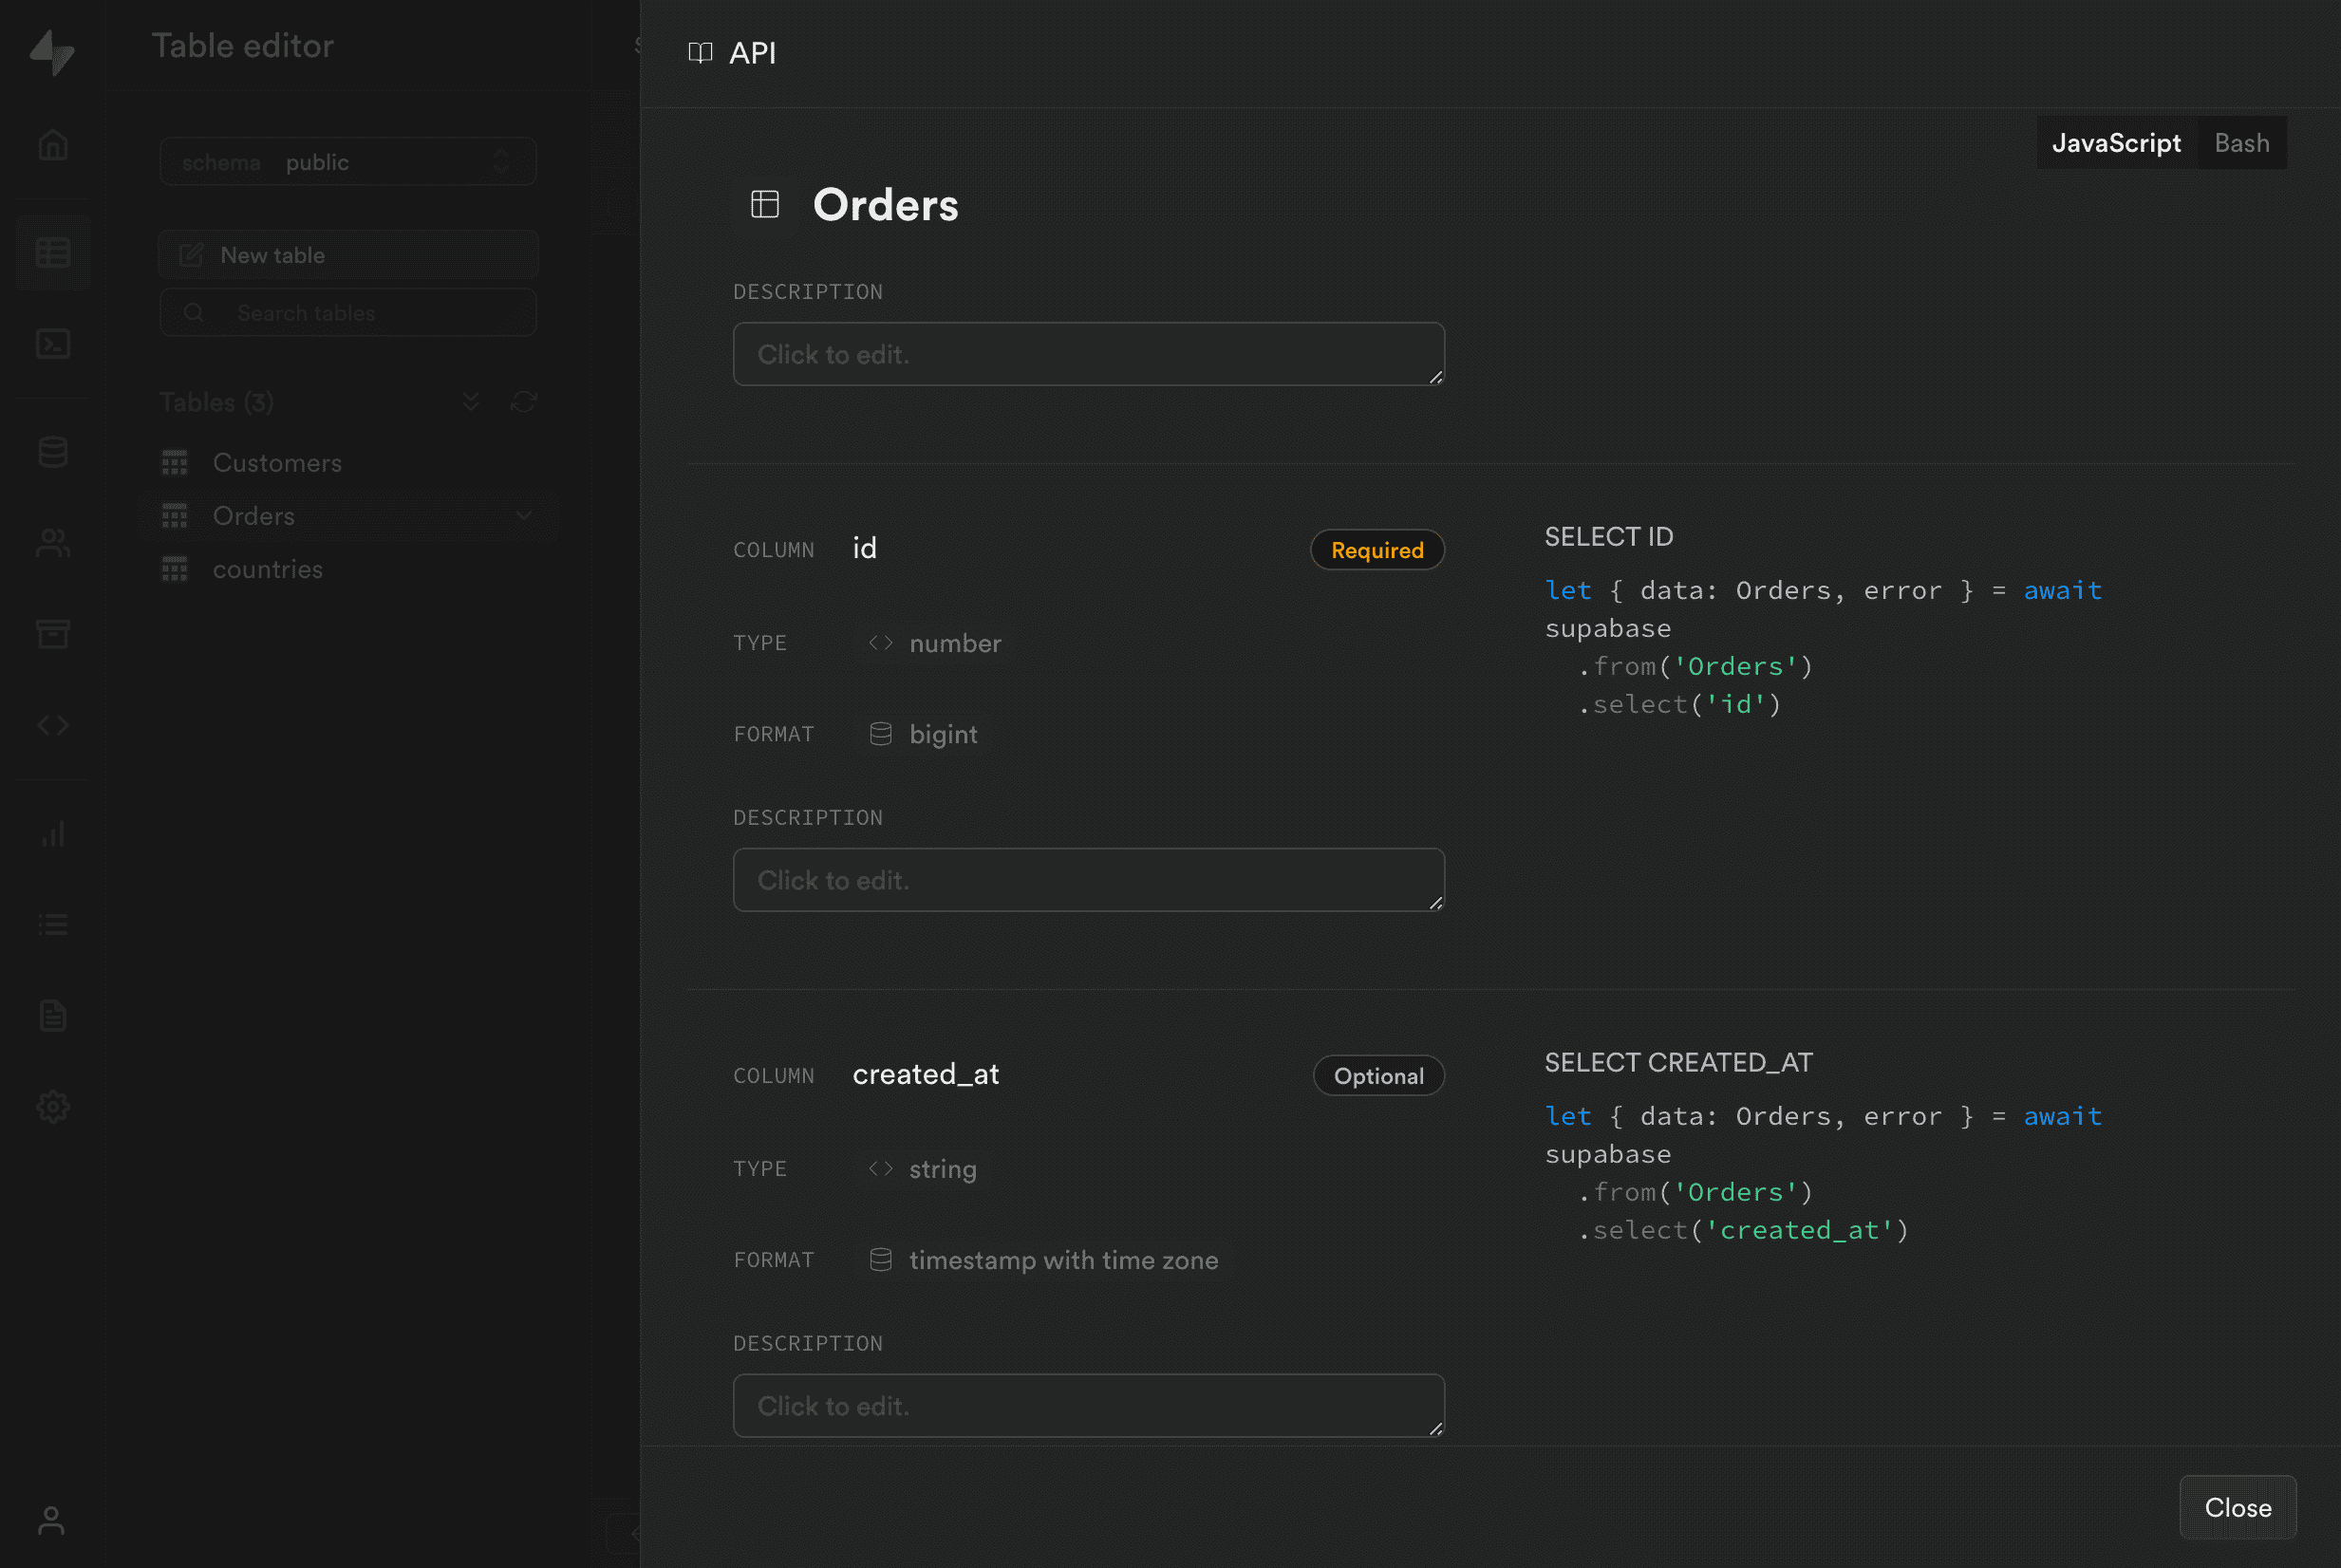 Table editor
schema public
New table
Search tables
Tables (3)
Customers
Orders
countries
API
JavaScript Bash
Orders
DESCRIPTION
Click to edit.
COLUMN id Required
TYPE number
FORMAT bigint
DESCRIPTION
Click to edit.
SELECT ID
let { data: Orders, error } = await
supabase
.from('Orders')
.select('id')
COLUMN created_at Optional
TYPE string
FORMAT timestamp with time zone
DESCRIPTION
Click to edit.
SELECT CREATED_AT
let { data: Orders, error } = await
supabase
.from('Orders')
.select('created_at')
Close